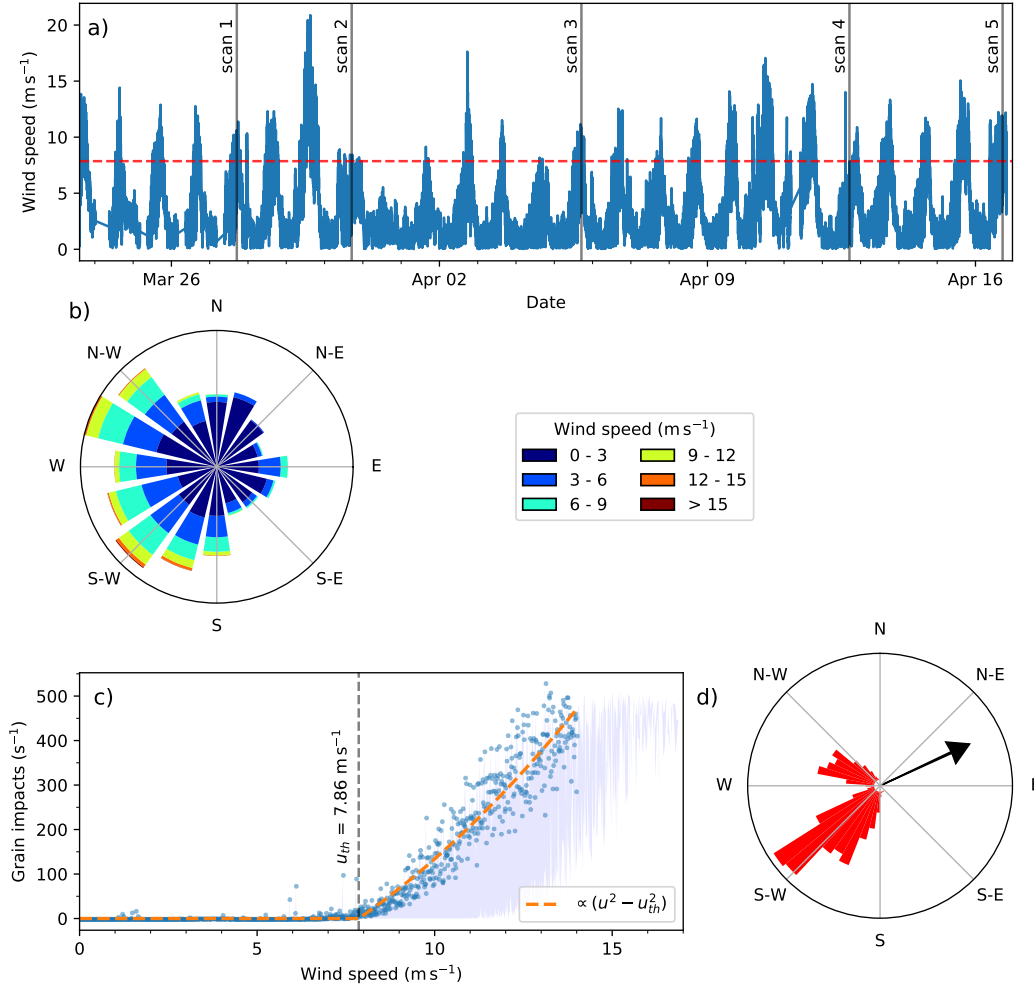 a)
scan 1
scan 2
scan 3
scan 4
scan 5
20
15
10
5
0
Wind speed (m s⁻¹)
Mar 26
Apr 02
Apr 09
Apr 16
Date
b)
N
N-W
N-E
W
E
S-W
S-E
S
Wind speed (m s⁻¹)
0 - 3
3 - 6
6 - 9
9 - 12
12 - 15
> 15
c)
500
400
300
200
100
0
Grain impacts (s⁻¹)
u_th = 7.86 m s⁻¹
∝ (u² − u²_th)
0
5
10
15
Wind speed (m s⁻¹)
d)
N
N-W
N-E
W
S-W
S-E
S